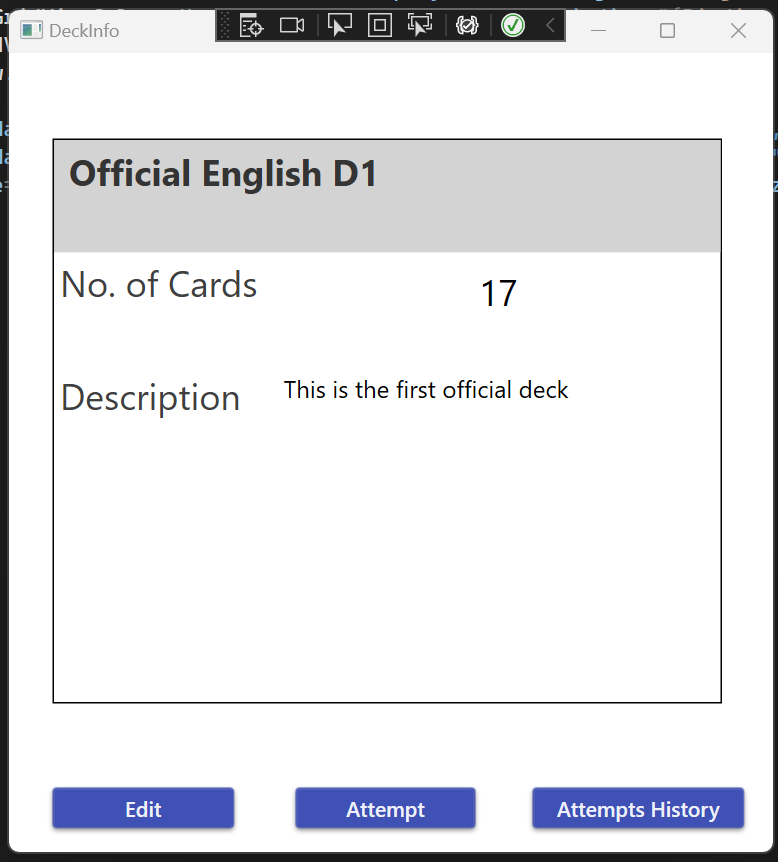 DeckInfo
Official English D1
No. of Cards
17
Description
This is the first official deck
Edit
Attempt
Attempts History